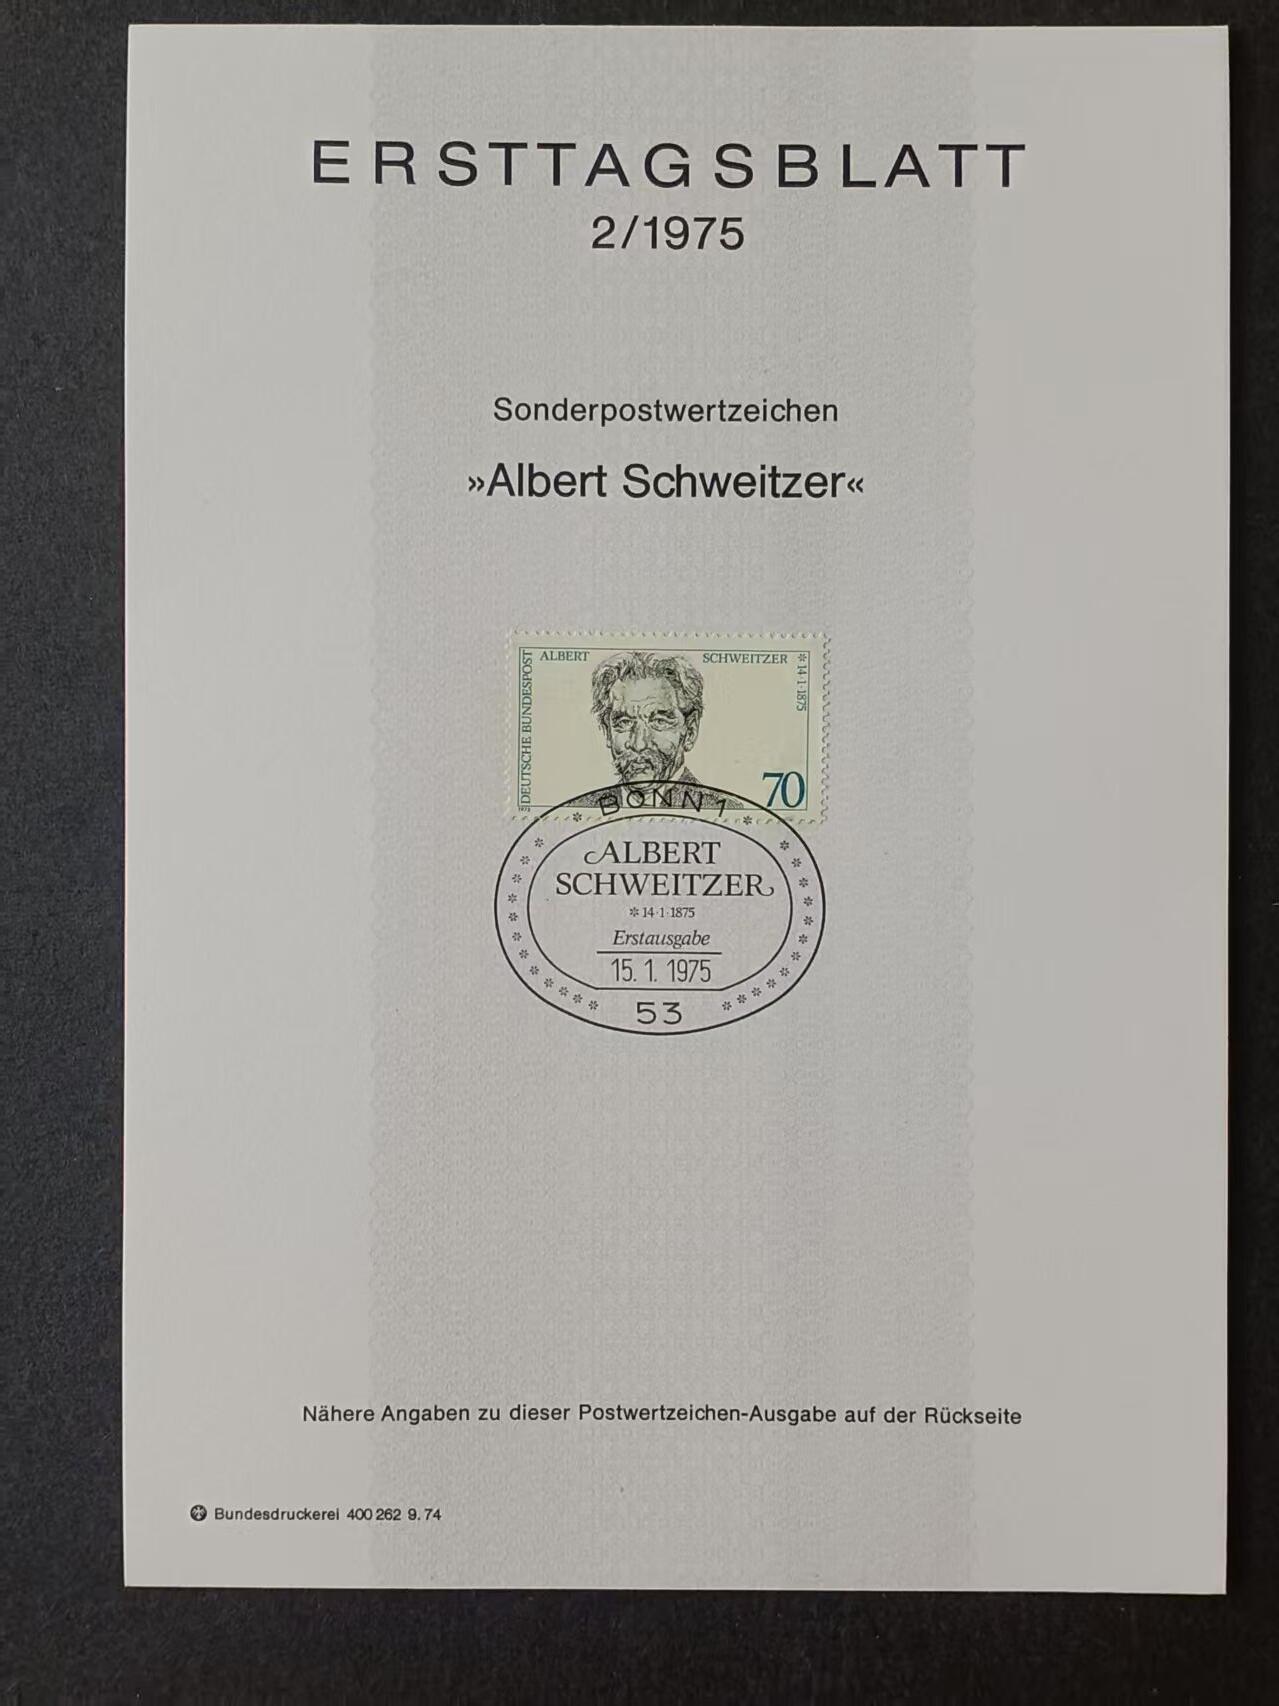 ERSTTAGSBLATT
2/1975
Sonderpostwertzeichen
»Albert Schweitzer«
DEUTSCHE BUNDESPOST
ALBERT SCHWEITZER
*14·1·1875
70
BONN 1
ALBERT
SCHWEITZER
*14·1·1875
Erstausgabe
15.1.1975
53
Nähere Angaben zu dieser Postwertzeichen-Ausgabe auf der Rückseite
Bundesdruckerei 400 262 9.74